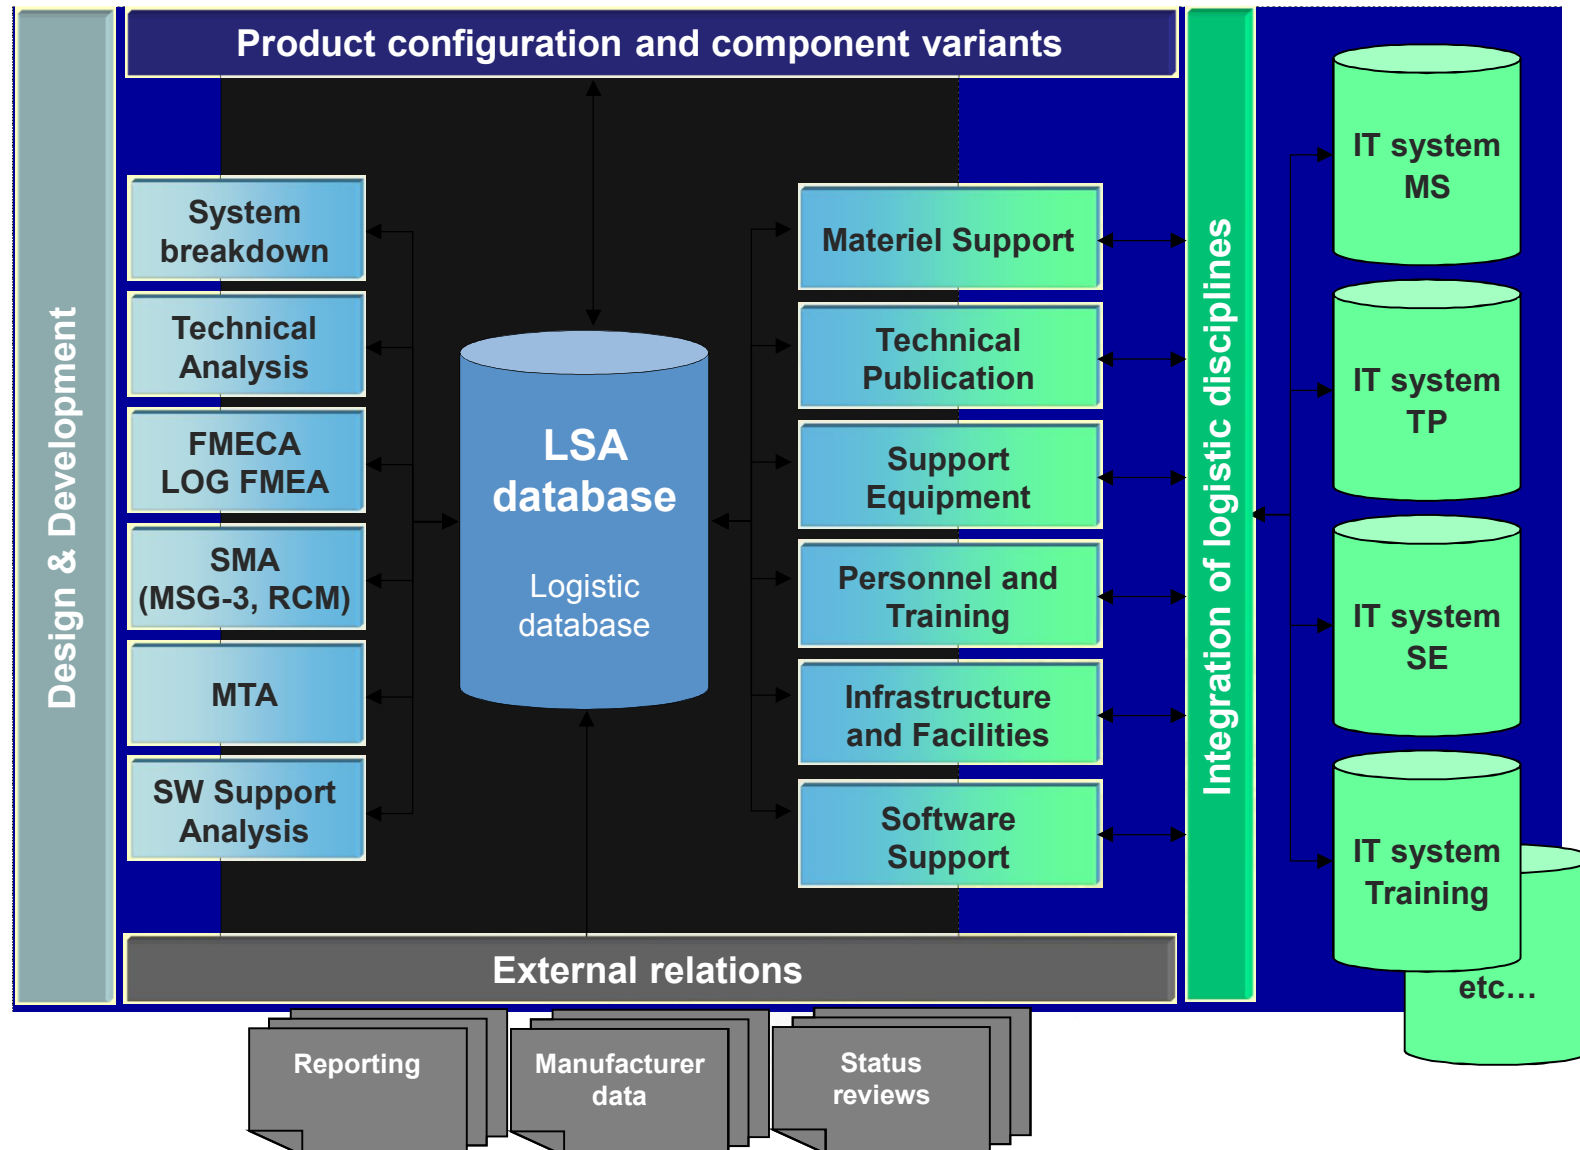 Product configuration and component variants
Design & Development
System
breakdown
Technical
Analysis
FMECA
LOG FMEA
SMA
(MSG-3, RCM)
MTA
SW Support
Analysis
LSA
database
Logistic
database
Materiel Support
Technical
Publication
Support
Equipment
Personnel and
Training
Infrastructure
and Facilities
Software
Support
Integration of logistic disciplines
IT system
MS
IT system
TP
IT system
SE
IT system
Training
etc…
External relations
Reporting
Manufacturer
data
Status
reviews